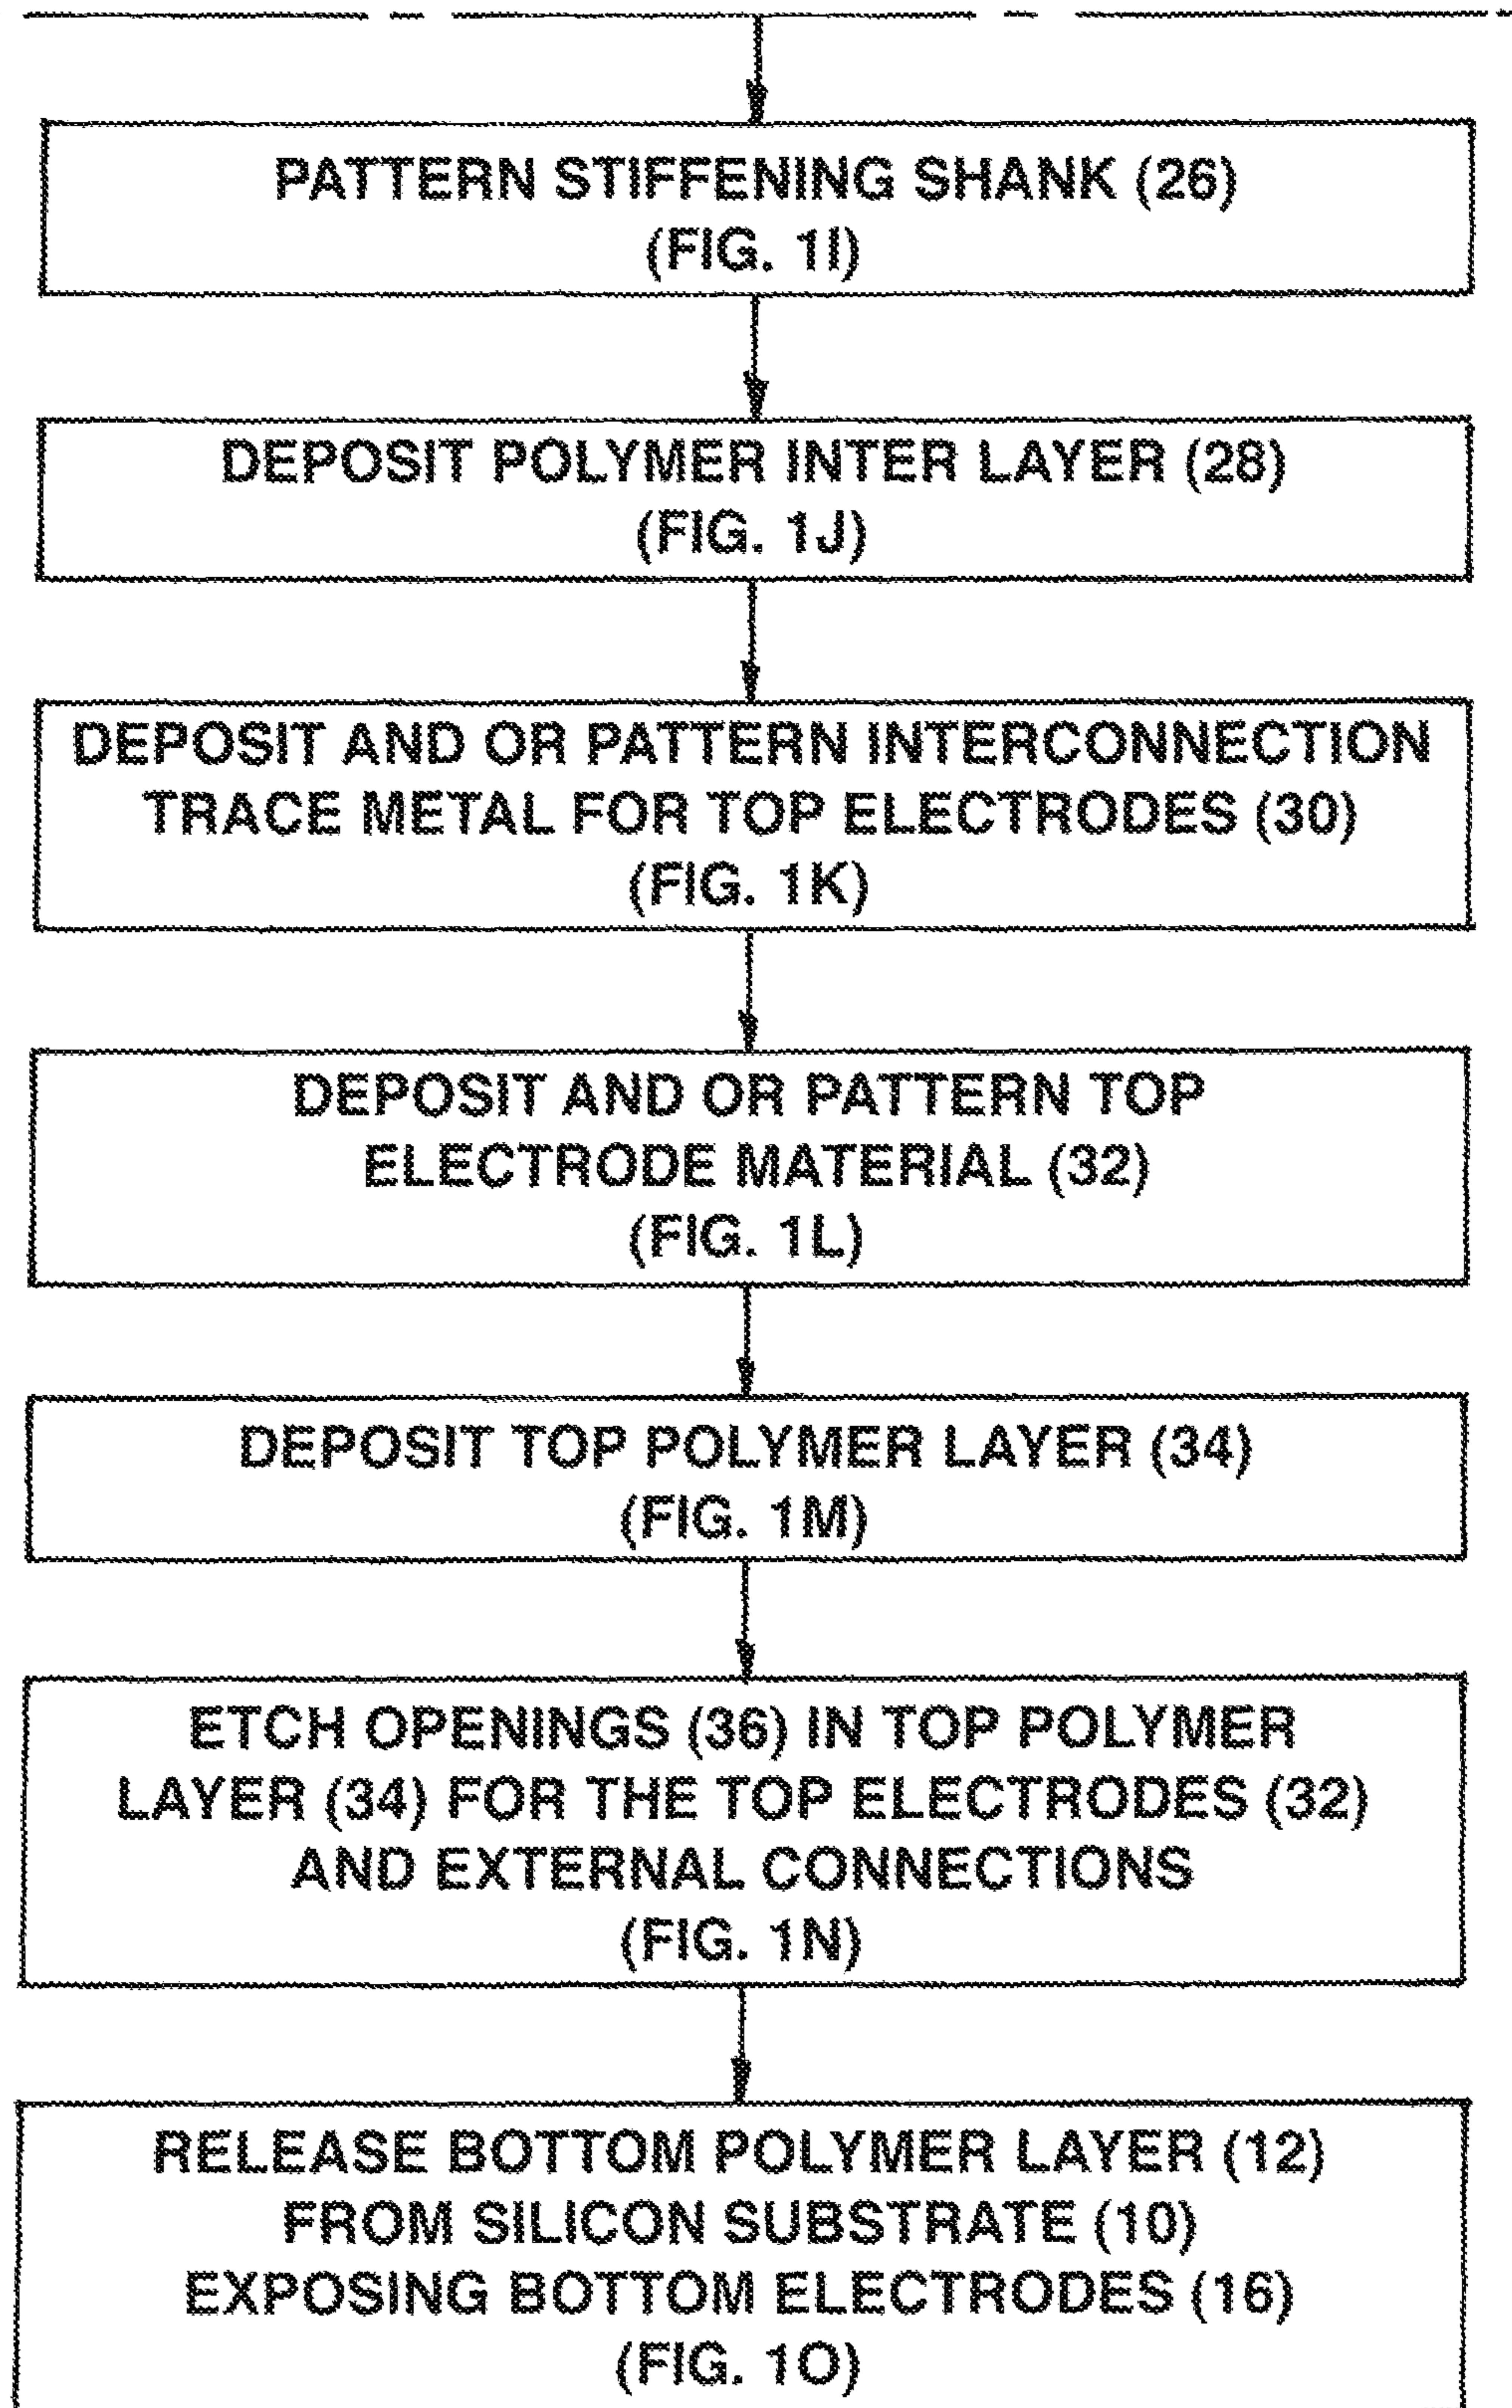 PATTERN STIFFENING SHANK (26)
(FIG. 1I)
DEPOSIT POLYMER INTER LAYER (28)
(FIG. 1J)
DEPOSIT AND OR PATTERN INTERCONNECTION
TRACE METAL FOR TOP ELECTRODES (30)
(FIG. 1K)
DEPOSIT AND OR PATTERN TOP
ELECTRODE MATERIAL (32)
(FIG. 1L)
DEPOSIT TOP POLYMER LAYER (34)
(FIG. 1M)
ETCH OPENINGS (36) IN TOP POLYMER
LAYER (34) FOR THE TOP ELECTRODES (32)
AND EXTERNAL CONNECTIONS
(FIG. 1N)
RELEASE BOTTOM POLYMER LAYER (12)
FROM SILICON SUBSTRATE (10)
EXPOSING BOTTOM ELECTRODES (16)
(FIG. 1O)